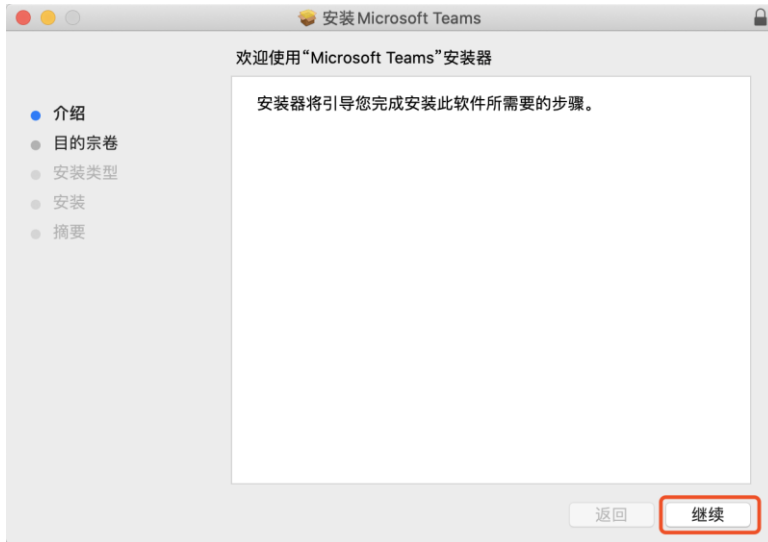 安装Microsoft Teams
欢迎使用“Microsoft Teams”安装器
介绍
目的宗卷
安装类型
安装
摘要
安装器将引导您完成安装此软件所需要的步骤。
返回
继续